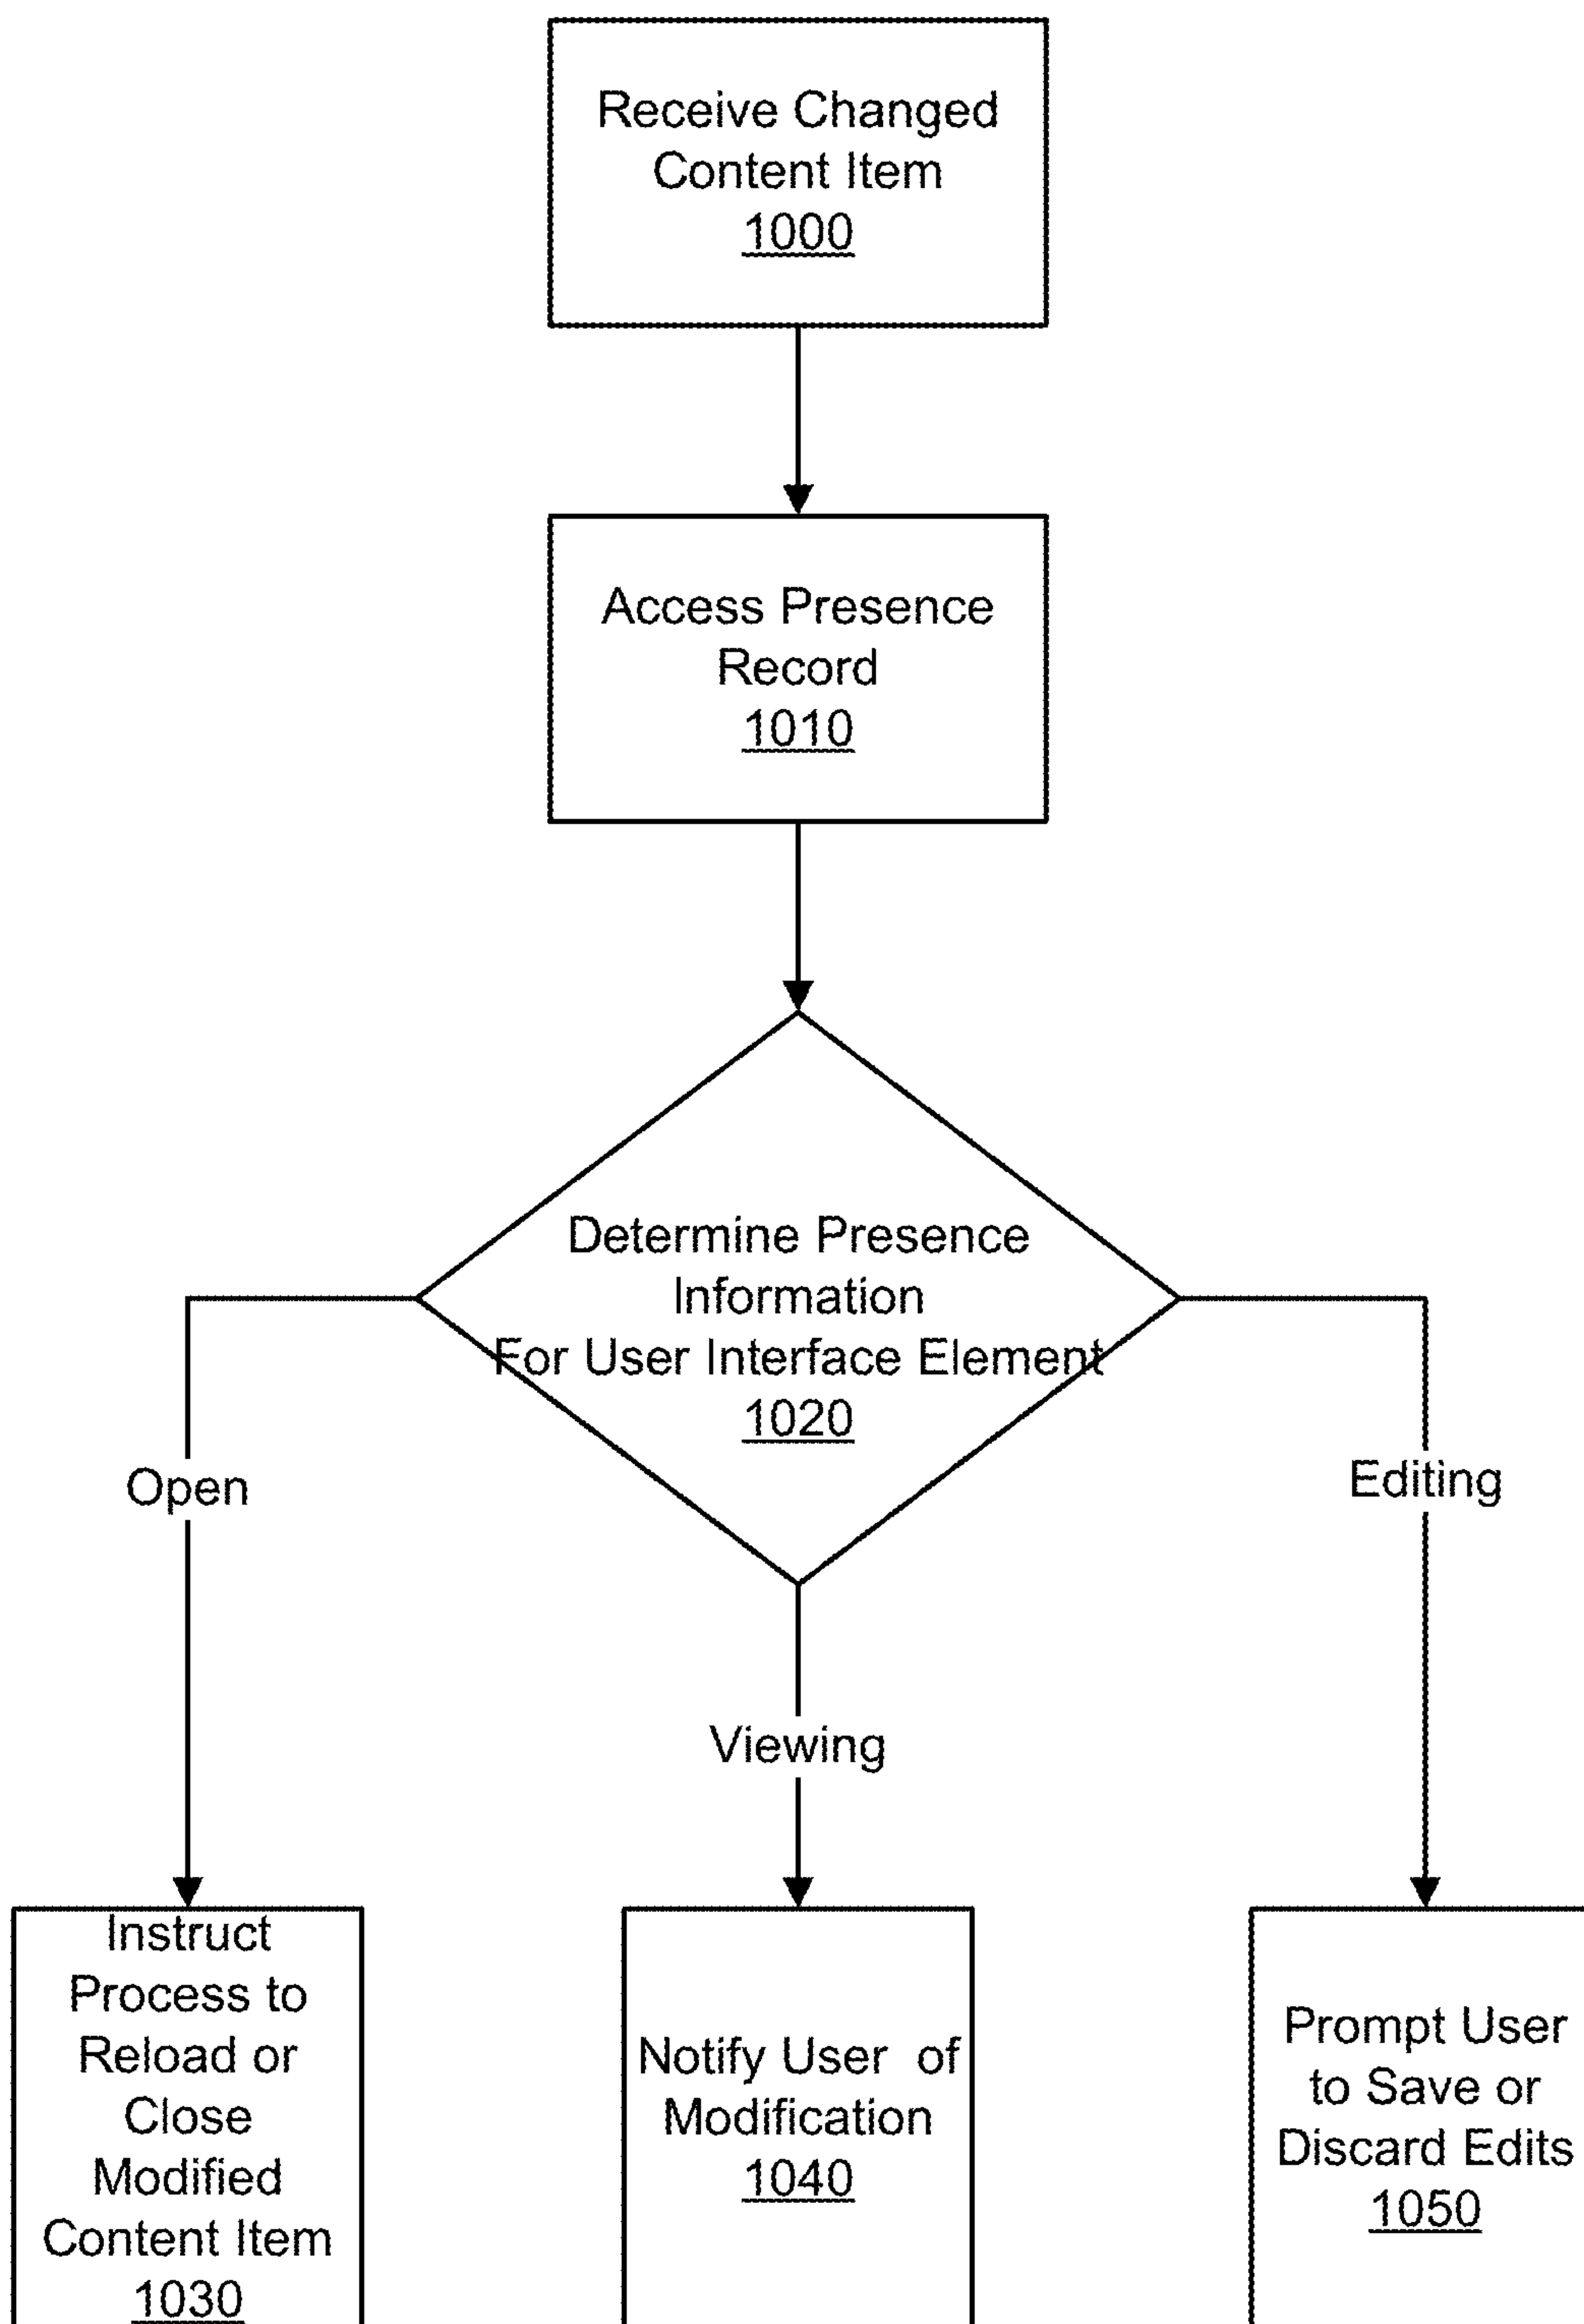 Receive Changed
Content Item
1000
Access Presence
Record
1010
Determine Presence
Information
For User Interface Element
1020
Open
Editing
Viewing
Instruct
Process to
Reload or
Close
Modified
Content Item
1030
Notify User of
Modification
1040
Prompt User
to Save or
Discard Edits
1050